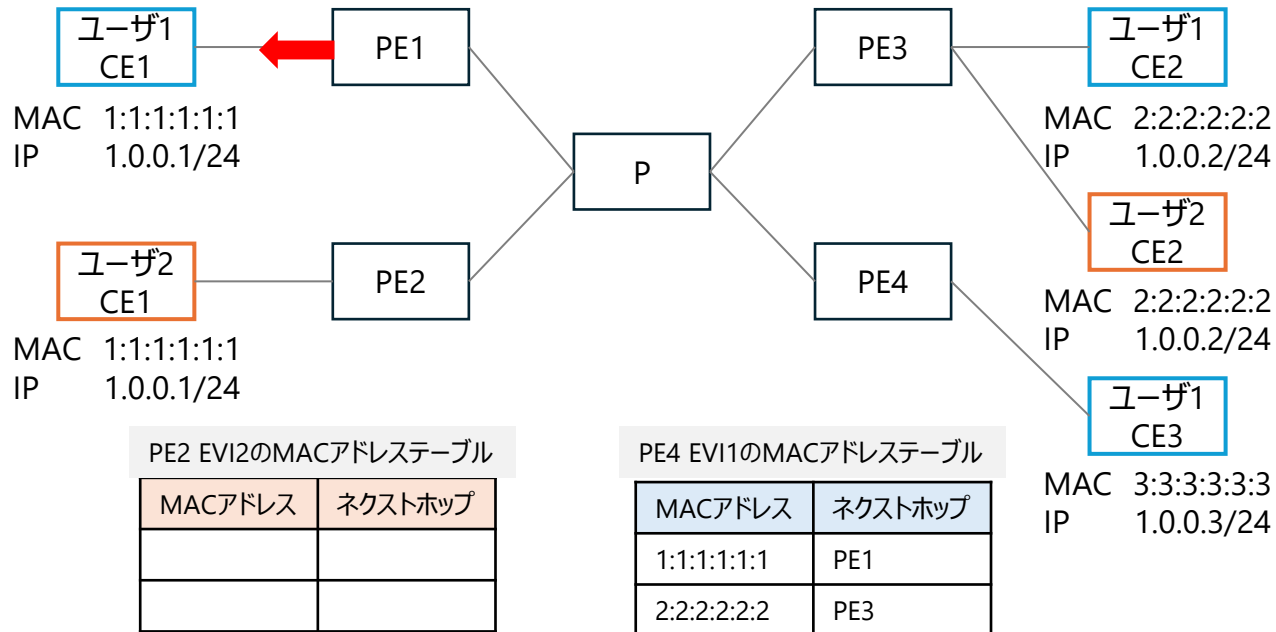 ユーザ1
CE1
PE1
PE3
ユーザ1
CE2
MAC 1:1:1:1:1:1
IP 1.0.0.1/24
MAC 2:2:2:2:2:2
IP 1.0.0.2/24
P
ユーザ2
CE1
PE2
PE4
ユーザ2
CE2
MAC 1:1:1:1:1:1
IP 1.0.0.1/24
MAC 2:2:2:2:2:2
IP 1.0.0.2/24
ユーザ1
CE3
MAC 3:3:3:3:3:3
IP 1.0.0.3/24
PE2 EVI2のMACアドレステーブル
MACアドレス ネクストホップ
PE4 EVI1のMACアドレステーブル
MACアドレス ネクストホップ
1:1:1:1:1:1 PE1
2:2:2:2:2:2 PE3